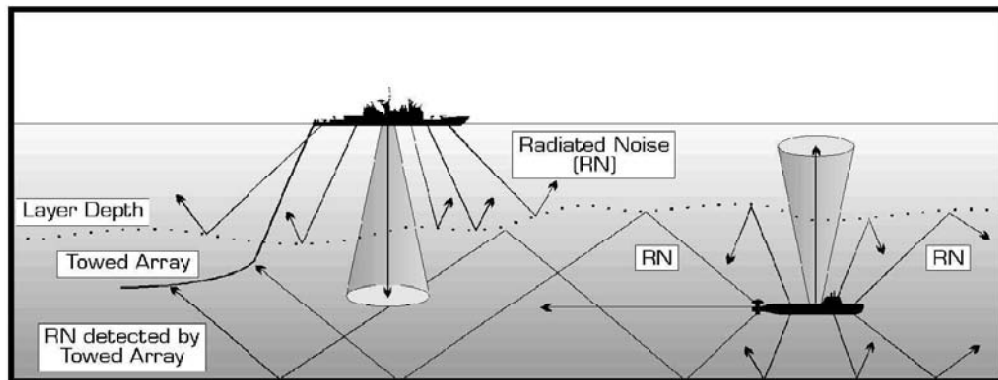 Radiated Noise
(RN)
Layer Depth
Towed Array
RN
RN
RN detected by
Towed Array